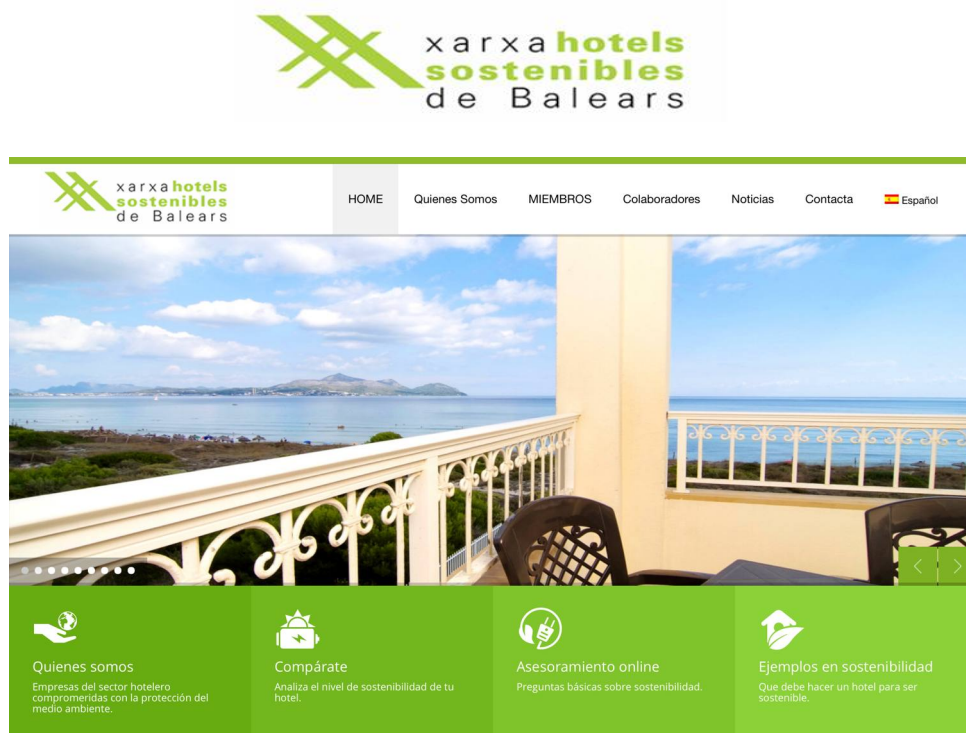 xarxa hotels
sostenibles
de Balears
xarxa hotels
sostenibles
de Balears
HOME
Quienes Somos
MIEMBROS
Colaboradores
Noticias
Contacta
Español
Quienes somos
Empresas del sector hotelero
compromeridas con la protección del
medio ambiente.
Compárate
Analiza el nivel de sostenibilidad de tu
hotel.
Asesoramiento online
Preguntas básicas sobre sostenibilidad.
Ejemplos en sostenibilidad
Que debe hacer un hotel para ser
sostenible.